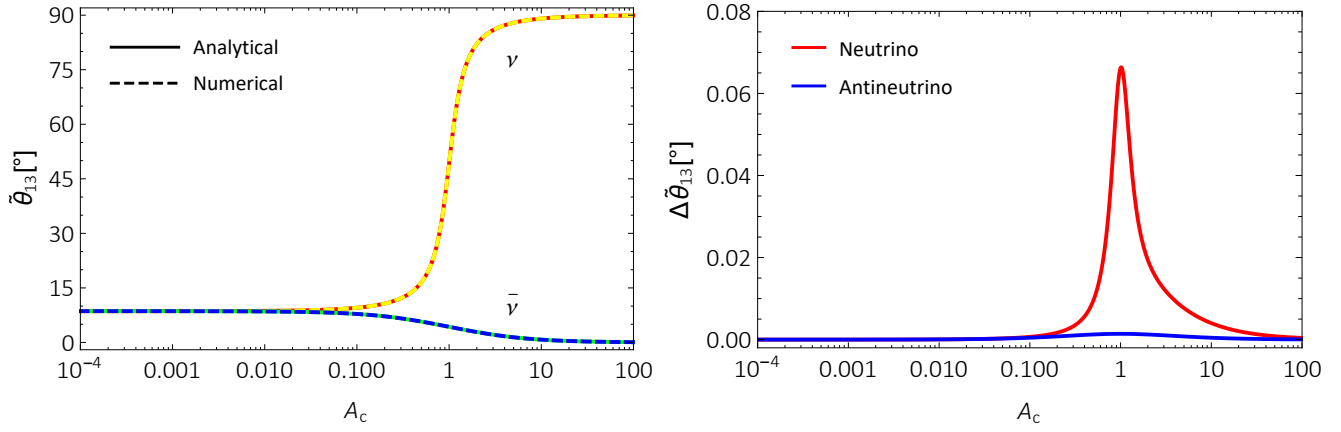 90
75
60
45
30
15
0
θ̃₁₃[°]
Analytical
Numerical
ν
ν̄
10⁻⁴ 0.001 0.010 0.100 1 10 100
A_c
0.08
0.06
0.04
0.02
0.00
Δθ̃₁₃[°]
Neutrino
Antineutrino
10⁻⁴ 0.001 0.010 0.100 1 10 100
A_c